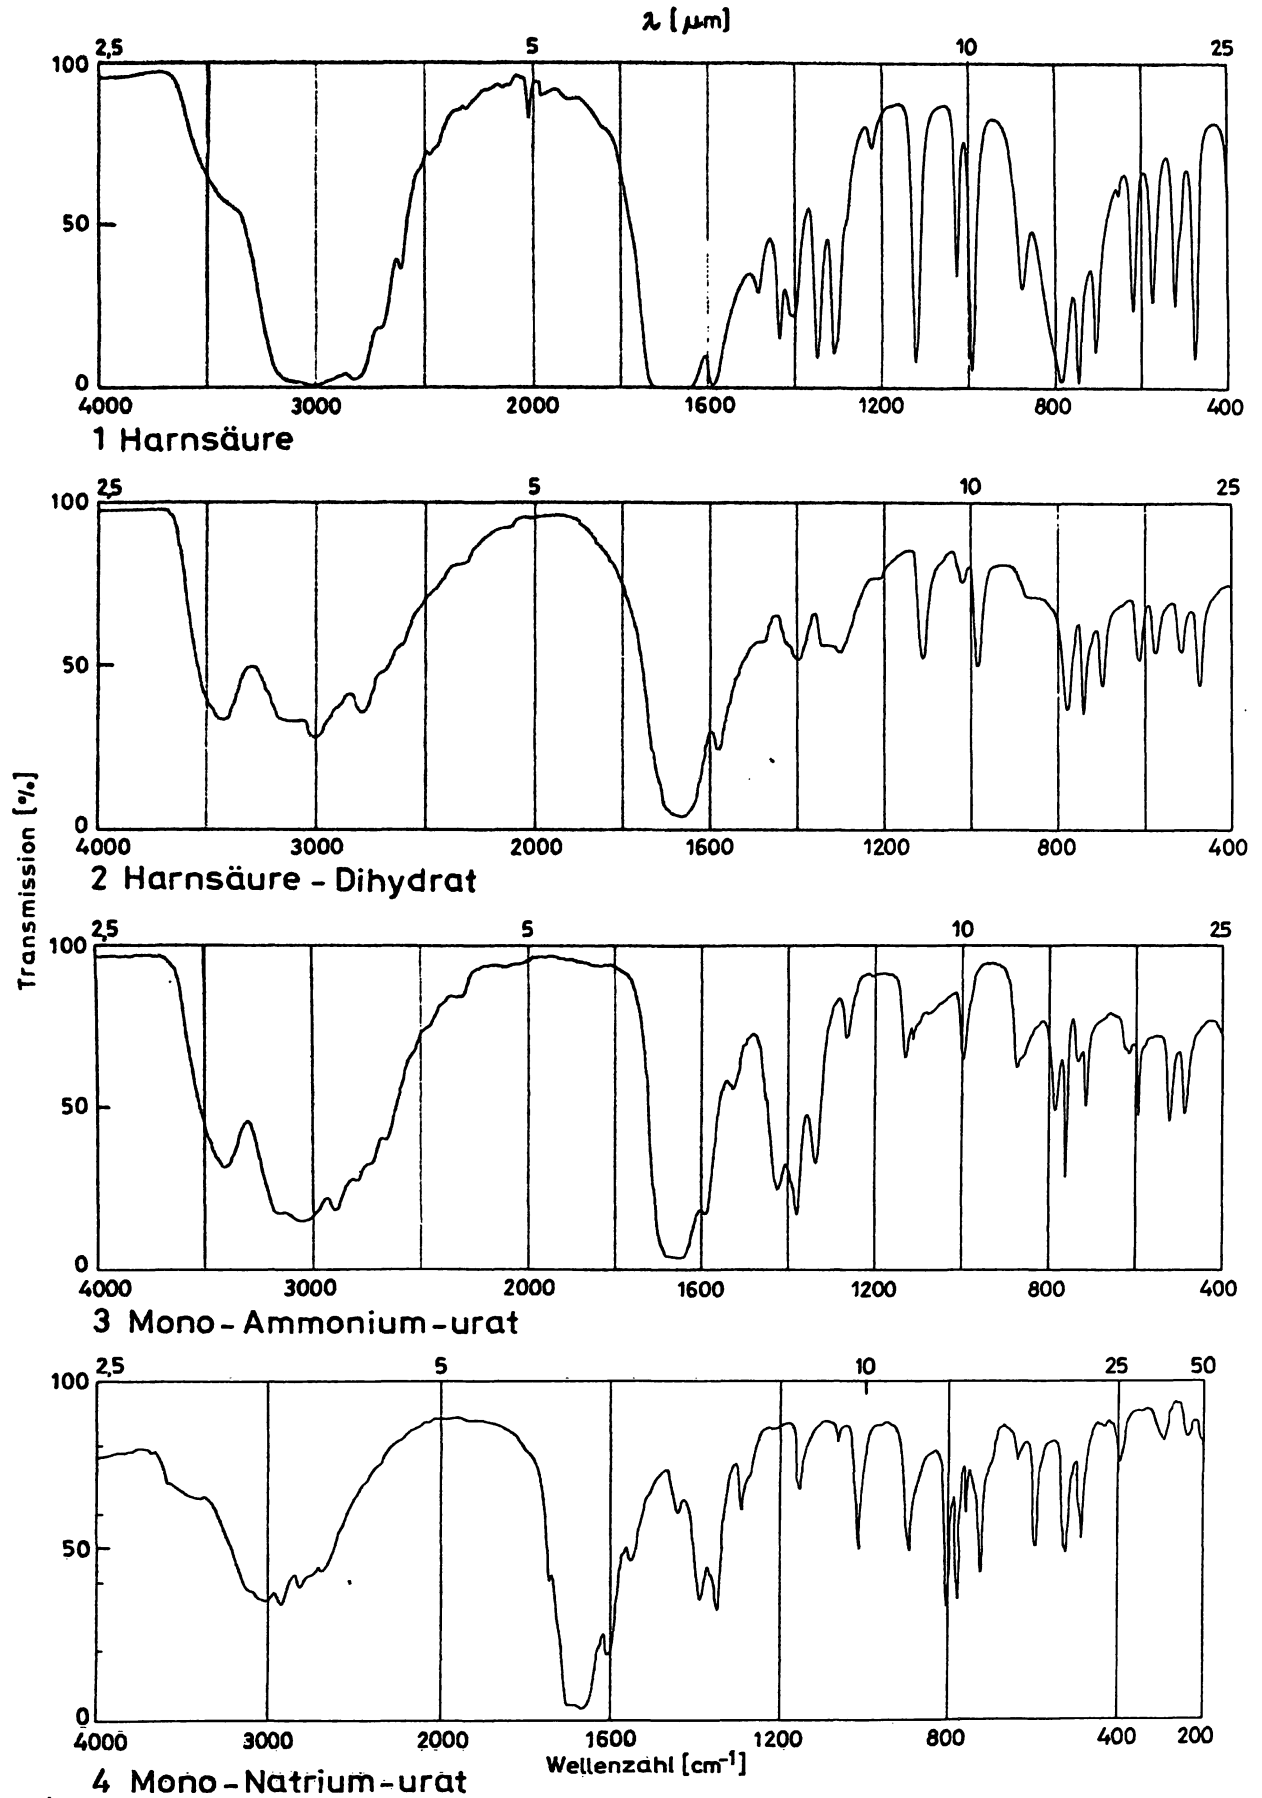 λ [μm]
2,5 5 10 25
100
50
0
4000 3000 2000 1600 1200 800 400
1 Harnsäure
2,5 5 10 25
100
50
0
4000 3000 2000 1600 1200 800 400
2 Harnsäure - Dihydrat
Transmission [%]
2,5 5 10 25
100
50
0
4000 3000 2000 1600 1200 800 400
3 Mono-Ammonium-urat
2,5 5 10 25 50
100
50
0
4000 3000 2000 1600 1200 800 400 200
Wellenzahl [cm⁻¹]
4 Mono-Natrium-urat